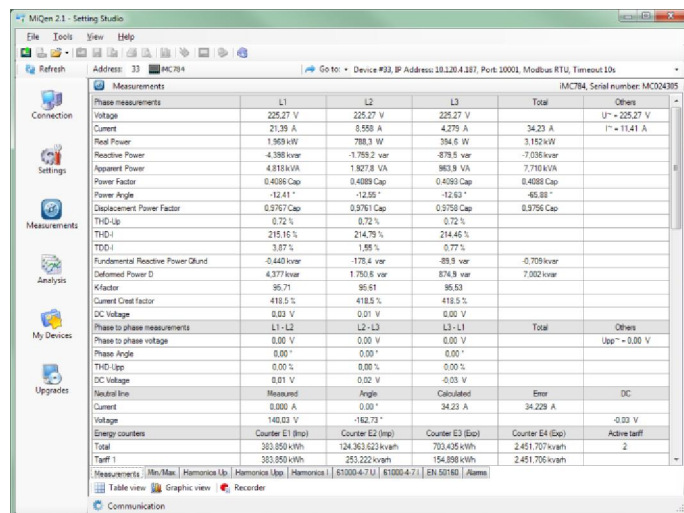 MiQen 2.1 - Setting Studio
File Tools View Help
Refresh Address: 33 MC784 Go to: Device #33, IP Address: 10.120.4.187, Port: 10001, Modbus RTU, Timeout 10s
Measurements iMC784, Serial number: MC024385
Phase measurements L1 L2 L3 Total Others
Voltage 225,27 V 225,27 V 225,27 V U~ = 225,27 V
Current 21,39 A 8,558 A 4,279 A 34,23 A I~ = 11,41 A
Real Power 1,969 kW 788,3 W 394,6 W 3,152 kW
Reactive Power -4,398 kvar -1.759,2 var -879,5 var -7,036 kvar
Apparent Power 4,818 kVA 1.927,8 VA 963,9 VA 7,710 kVA
Power Factor 0,4086 Cap 0,4089 Cap 0,4093 Cap 0,4088 Cap
Power Angle -12,41 ° -12,55 ° -12,63 ° -65,88 °
Displacement Power Factor 0,9767 Cap 0,9761 Cap 0,9758 Cap 0,9756 Cap
THD-Up 0,72 % 0,72 % 0,72 %
THD-I 215,16 % 214,79 % 214,46 %
TDD-I 3,87 % 1,55 % 0,77 %
Fundamental Reactive Power Qfund -0,440 kvar -178,4 var -89,9 var -0,709 kvar
Deformed Power D 4,377 kvar 1.750,6 var 874,9 var 7,002 kvar
K-factor 95,71 95,61 95,53
Current Crest factor 418,5 % 418,5 % 418,5 %
DC Voltage 0,03 V 0,01 V 0,00 V
Phase to phase measurements L1 - L2 L2 - L3 L3 - L1 Total Others
Phase to phase voltage 0,00 V 0,00 V 0,00 V Upp~ = 0,00 V
Phase Angle 0,00 ° 0,00 ° 0,00 °
THD-Upp 0,00 % 0,00 % 0,00 %
DC Voltage 0,01 V 0,02 V -0,03 V
Neutral line Measured Angle Calculated Error DC
Current 0,000 A 0,00 ° 34,23 A 34,229 A
Voltage 140,03 V -162,73 ° -0,03 V
Energy counters Counter E1 (Imp) Counter E2 (Imp) Counter E3 (Exp) Counter E4 (Exp) Active tariff
Total 383,850 kWh 124.363,623 kvarh 703,435 kWh 2.451,707 kvarh 2
Tariff 1 383,850 kWh 253,222 kvarh 154,898 kWh 2.451,706 kvarh
Connection
Settings
Measurements
Analysis
My Devices
Upgrades
Measurements Min/Max Harmonics Up Harmonics Upp Harmonics I 61000-4-7 U 61000-4-7 I EN 50160 Alarms
Table view Graphic view Recorder
Communication